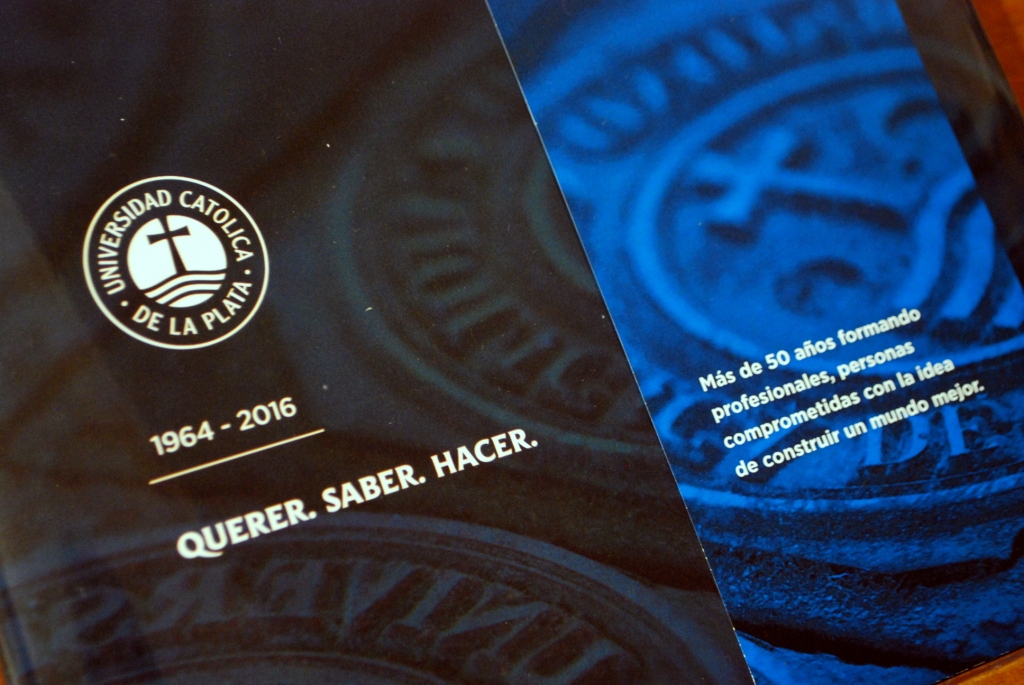 UNIVERSIDAD CATOLICA
DE LA PLATA
1964 - 2016
QUERER. SABER. HACER.
Más de 50 años formando
profesionales, personas
comprometidas con la idea
de construir un mundo mejor.